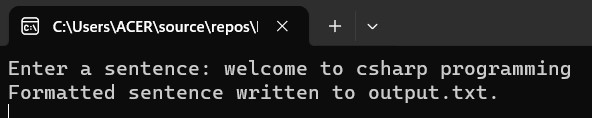 C:\Users\ACER\source\repos\
Enter a sentence: welcome to csharp programming
Formatted sentence written to output.txt.